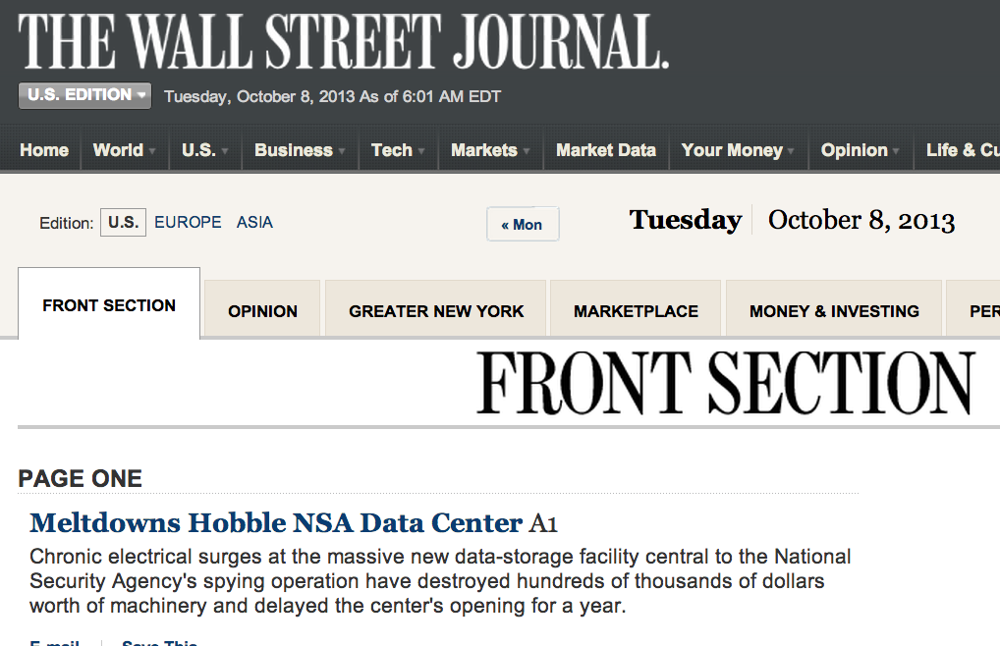 THE WALL STREET JOURNAL.
U.S. EDITION Tuesday, October 8, 2013 As of 6:01 AM EDT
Home World U.S. Business Tech Markets Market Data Your Money Opinion Life & Cu
Edition: U.S. EUROPE ASIA « Mon Tuesday October 8, 2013
FRONT SECTION OPINION GREATER NEW YORK MARKETPLACE MONEY & INVESTING PER
FRONT SECTION
PAGE ONE
Meltdowns Hobble NSA Data Center A1
Chronic electrical surges at the massive new data-storage facility central to the National
Security Agency's spying operation have destroyed hundreds of thousands of dollars
worth of machinery and delayed the center's opening for a year.
E-mail Save This